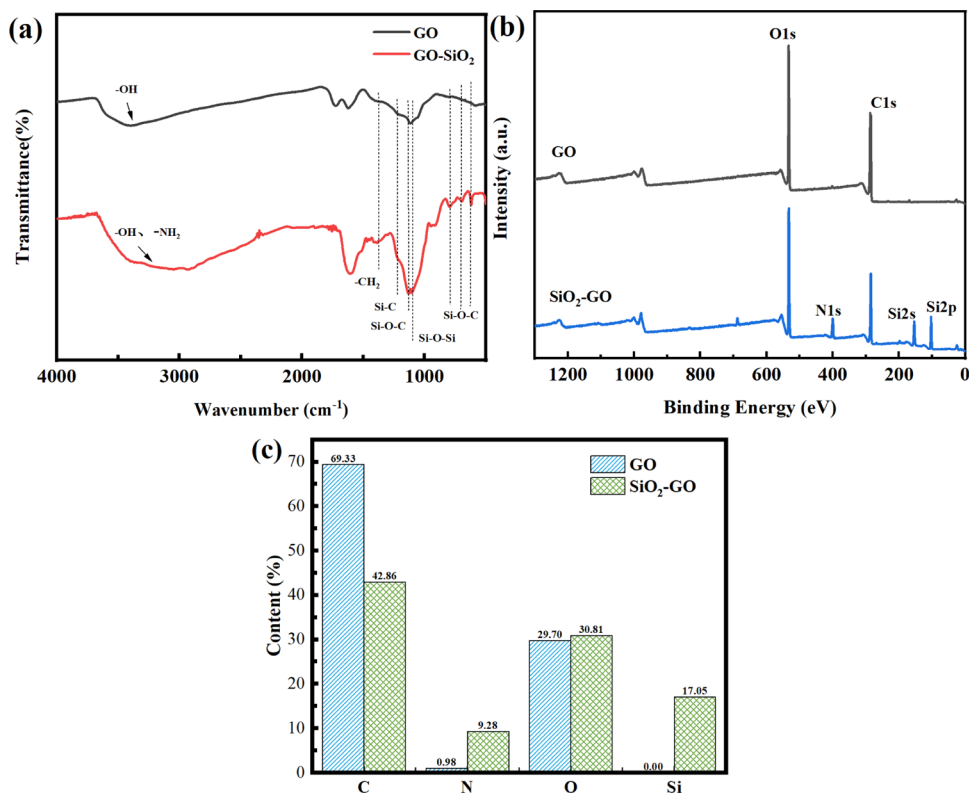 (a)
GO
GO-SiO₂
-OH
-OH、 -NH₂
-CH₂
Si-C
Si-O-C
Si-O-C
Si-O-Si
Transmittance(%)
4000 3000 2000 1000
Wavenumber (cm⁻¹)
(b)
O1s
C1s
GO
SiO₂-GO
N1s
Si2s
Si2p
Intensity (a.u.)
1200 1000 800 600 400 200 0
Binding Energy (eV)
(c)
GO
SiO₂-GO
70
60
50
40
30
20
10
0
69.33
42.86
0.98
9.28
29.70
30.81
0.00
17.05
Content (%)
C N O Si